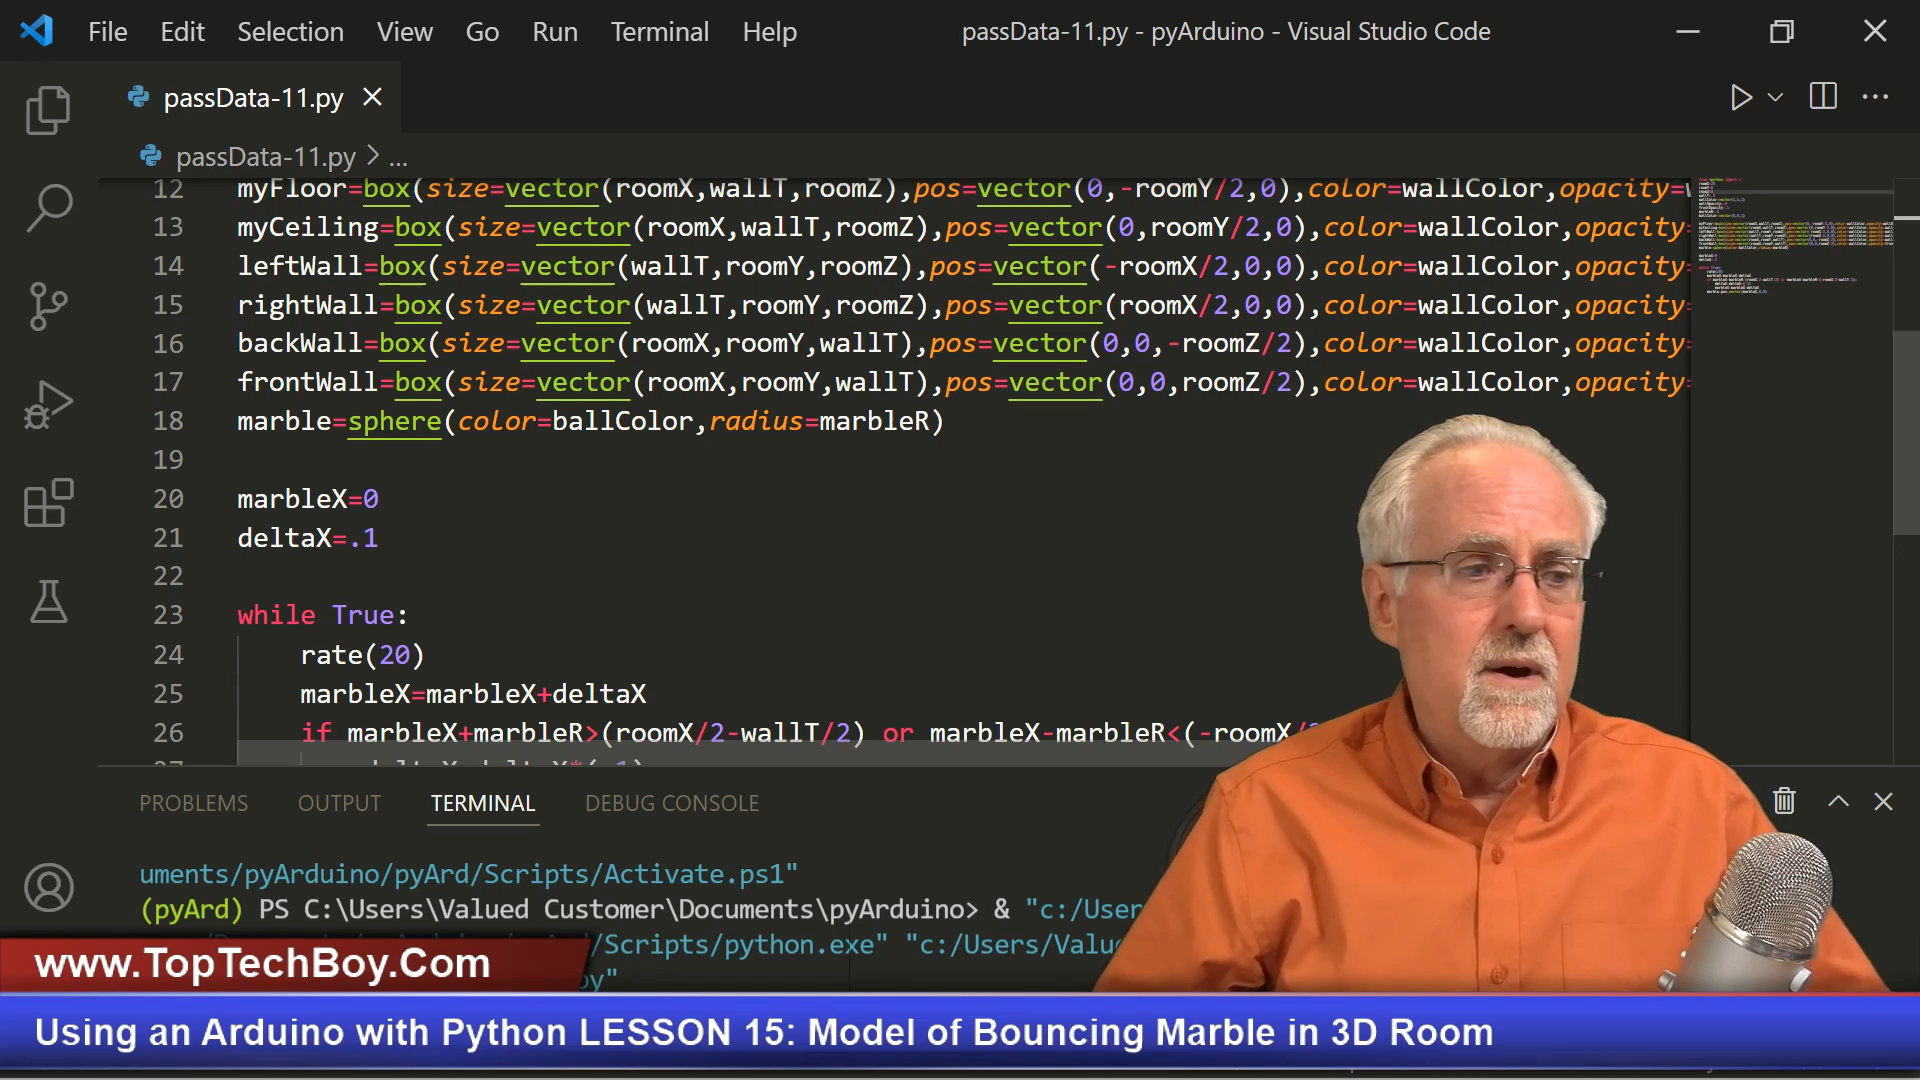 File Edit Selection View Go Run Terminal Help passData-11.py - pyArduino - Visual Studio Code
passData-11.py
passData-11.py > ...
12 myFloor=box(size=vector(roomX,wallT,roomZ),pos=vector(0,-roomY/2,0),color=wallColor,opacity=
13 myCeiling=box(size=vector(roomX,wallT,roomZ),pos=vector(0,roomY/2,0),color=wallColor,opacity=
14 leftWall=box(size=vector(wallT,roomY,roomZ),pos=vector(-roomX/2,0,0),color=wallColor,opacity=
15 rightWall=box(size=vector(wallT,roomY,roomZ),pos=vector(roomX/2,0,0),color=wallColor,opacity=
16 backWall=box(size=vector(roomX,roomY,wallT),pos=vector(0,0,-roomZ/2),color=wallColor,opacity=
17 frontWall=box(size=vector(roomX,roomY,wallT),pos=vector(0,0,roomZ/2),color=wallColor,opacity=
18 marble=sphere(color=ballColor,radius=marbleR)
19
20 marbleX=0
21 deltaX=.1
22
23 while True:
24 rate(20)
25 marbleX=marbleX+deltaX
26 if marbleX+marbleR>(roomX/2-wallT/2) or marbleX-marbleR<(-roomX/
PROBLEMS OUTPUT TERMINAL DEBUG CONSOLE
uments/pyArduino/pyArd/Scripts/Activate.ps1"
(pyArd) PS C:\Users\Valued Customer\Documents\pyArduino> & "c:/User
/Scripts/python.exe" "c:/Users/Value
oy"
www.TopTechBoy.Com
Using an Arduino with Python LESSON 15: Model of Bouncing Marble in 3D Room